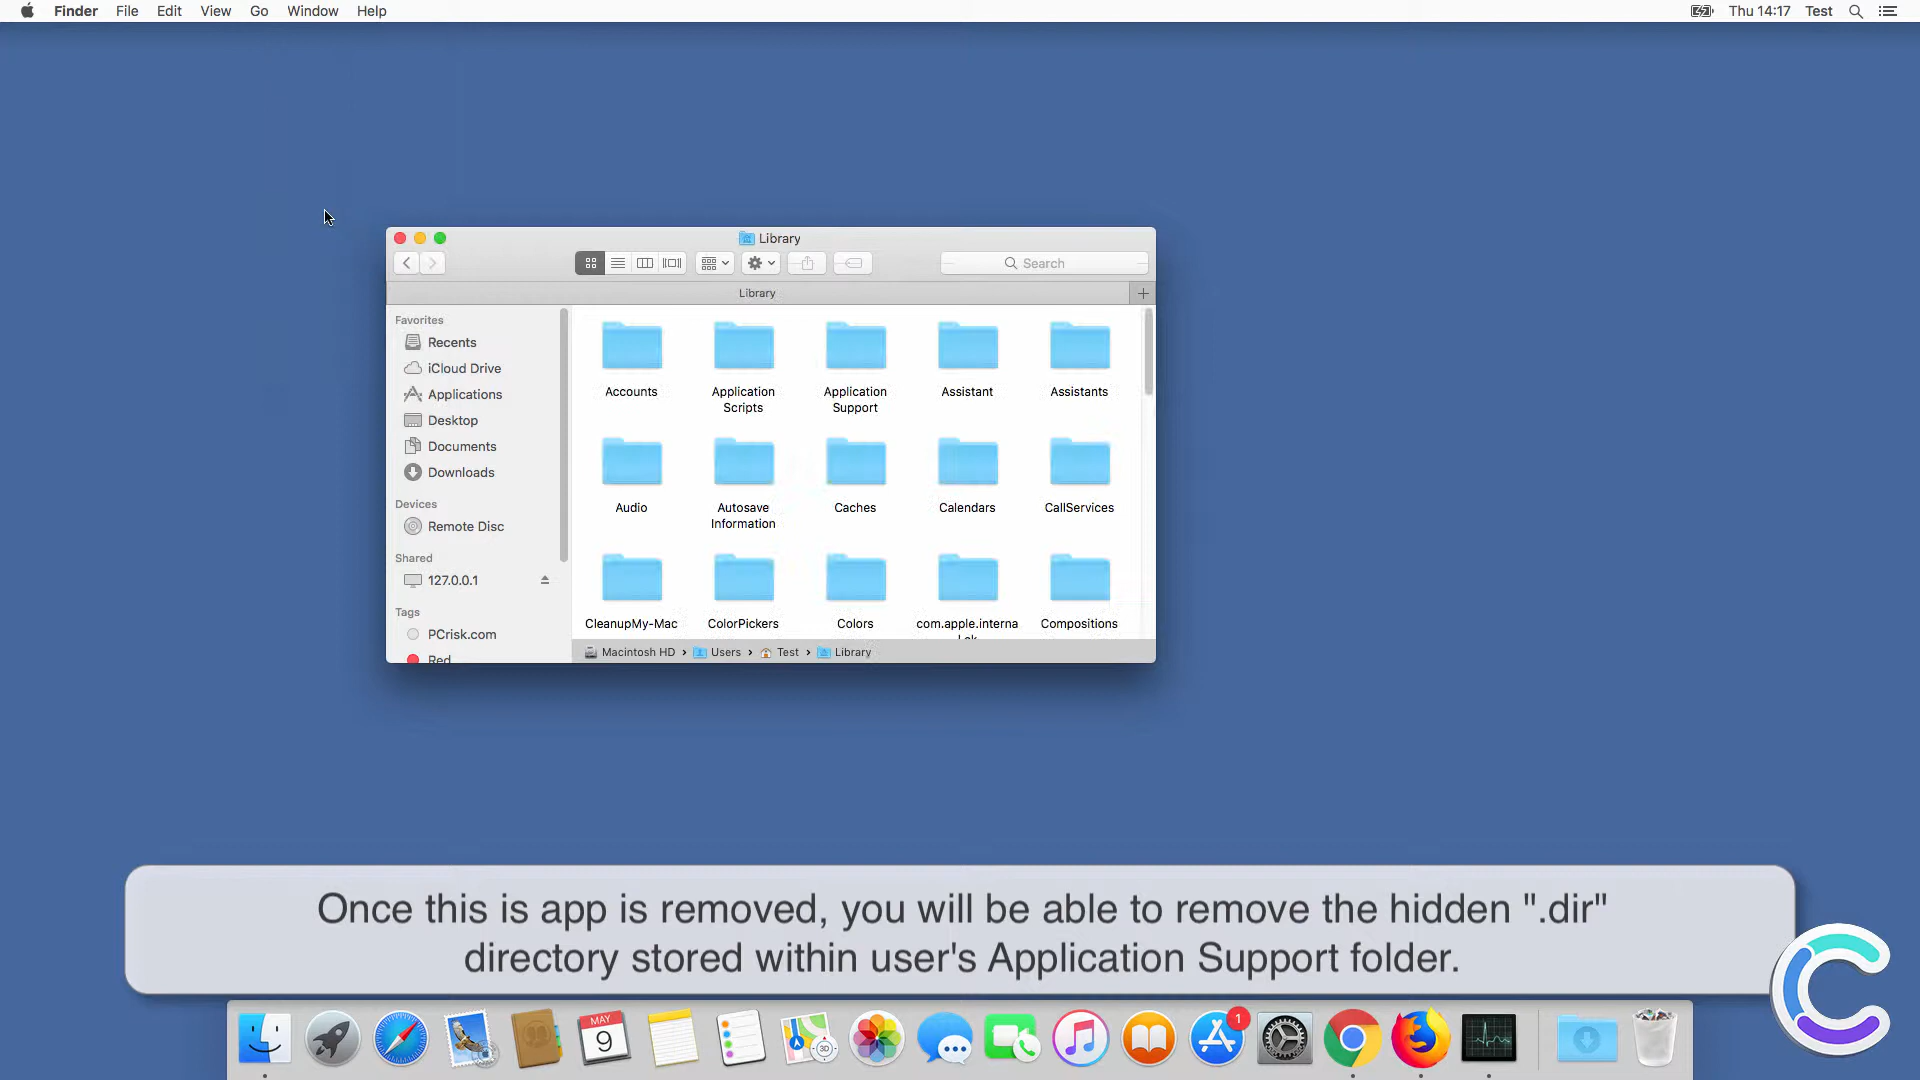 Finder File Edit View Go Window Help
Thu 14:17 Test
Library
Search
Library
Favorites
Recents
iCloud Drive
Applications
Desktop
Documents
Downloads
Devices
Remote Disc
Shared
127.0.0.1
Tags
PCrisk.com
Red
Accounts
Application
Scripts
Application
Support
Assistant
Assistants
Audio
Autosave
Information
Caches
Calendars
CallServices
CleanupMy-Mac
ColorPickers
Colors
com.apple.interna
Compositions
Macintosh HD › Users › Test › Library
Once this is app is removed, you will be able to remove the hidden ".dir"
directory stored within user's Application Support folder.
MAY
9
3D
1